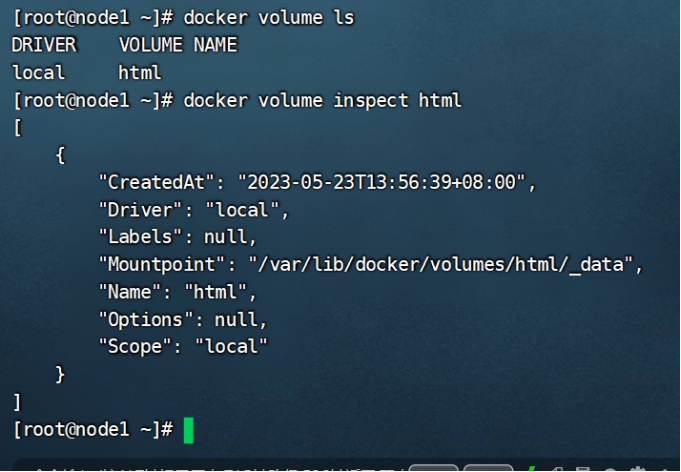 [root@node1 ~]# docker volume ls
DRIVER    VOLUME NAME
local     html
[root@node1 ~]# docker volume inspect html
[
    {
        "CreatedAt": "2023-05-23T13:56:39+08:00",
        "Driver": "local",
        "Labels": null,
        "Mountpoint": "/var/lib/docker/volumes/html/_data",
        "Name": "html",
        "Options": null,
        "Scope": "local"
    }
]
[root@node1 ~]#